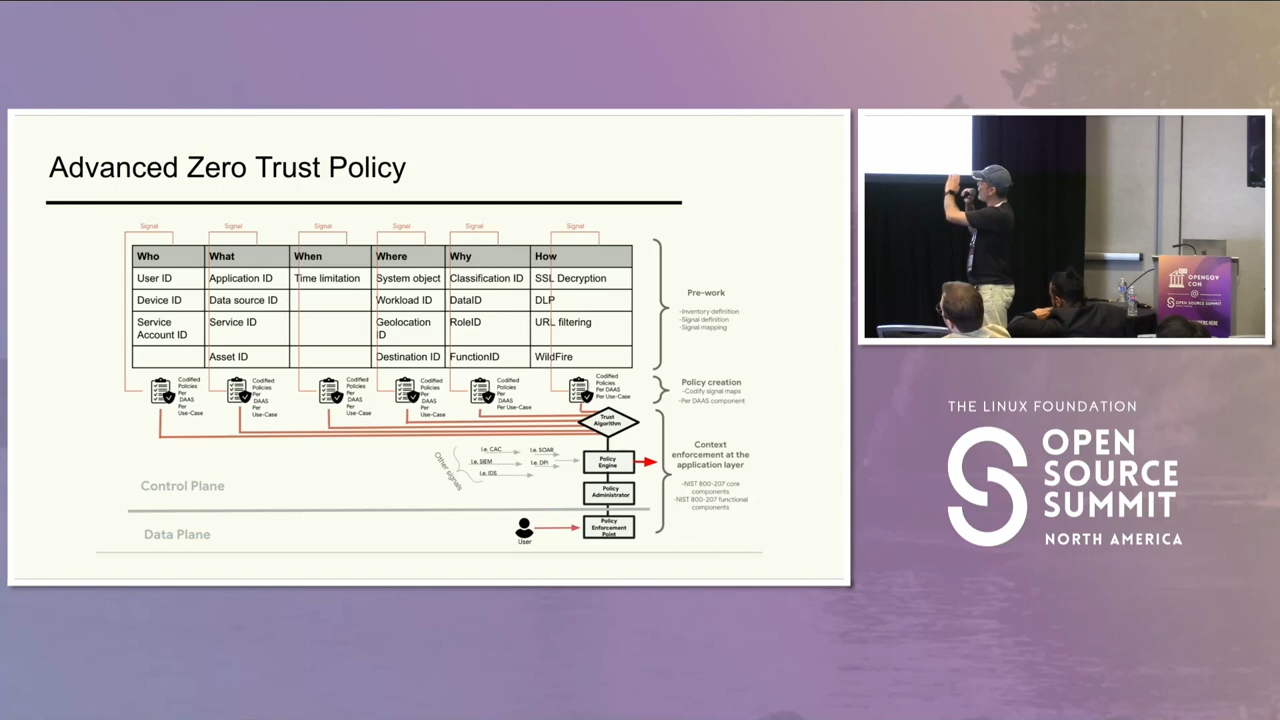 Advanced Zero Trust Policy
Signal Signal Signal Signal Signal Signal
Who What When Where Why How
User ID Application ID Time limitation System object Classification ID SSL Decryption
Device ID Data source ID Workload ID DataID DLP
Service Account ID Service ID Geolocation ID RoleID URL filtering
Asset ID Destination ID FunctionID WildFire
Pre-work
-Inventory definition
-Signal definition
-Signal mapping
Codified
Policies
Per
DAAS
Per
Use-Case
Codified
Policies
Per
DAAS
Per
Use-Case
Codified
Policies
Per
DAAS
Per
Use-Case
Codified
Policies
Per
DAAS
Per
Use-Case
Codified
Policies
Per
DAAS
Per Use-Case
Codified
Policies
Per DAAS
Per Use-Case
Policy creation
-Codify signal maps
-Per DAAS component
Trust
Algorithm
Other signals
i.e. CAC
i.e. SIEM
i.e. IDS
i.e. SOAR
i.e. DPI
Policy
Engine
Policy
Administrator
Policy
Enforcement
Point
User
Context
enforcement at the
application layer
-NIST 800-207 core
components
-NIST 800-207 functional
components
Control Plane
Data Plane
OPENGOV
CON
@
OPEN SOURCE SUMMIT
THE LINUX FOUNDATION
OPEN
SOURCE
SUMMIT
NORTH AMERICA